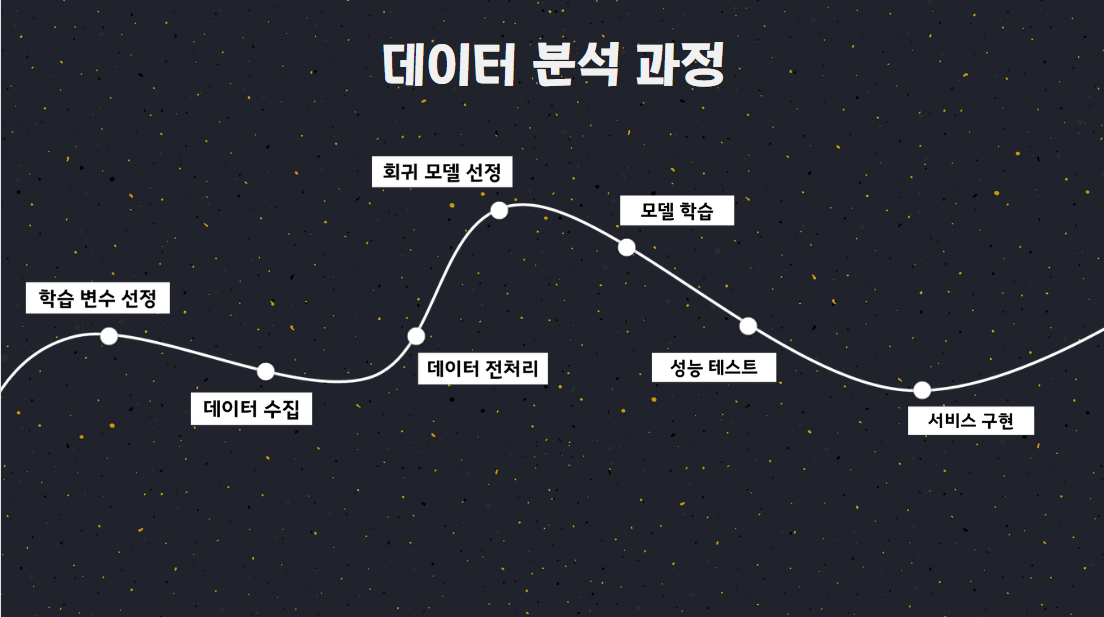 데이터 분석 과정
학습 변수 선정
데이터 수집
데이터 전처리
회귀 모델 선정
모델 학습
성능 테스트
서비스 구현